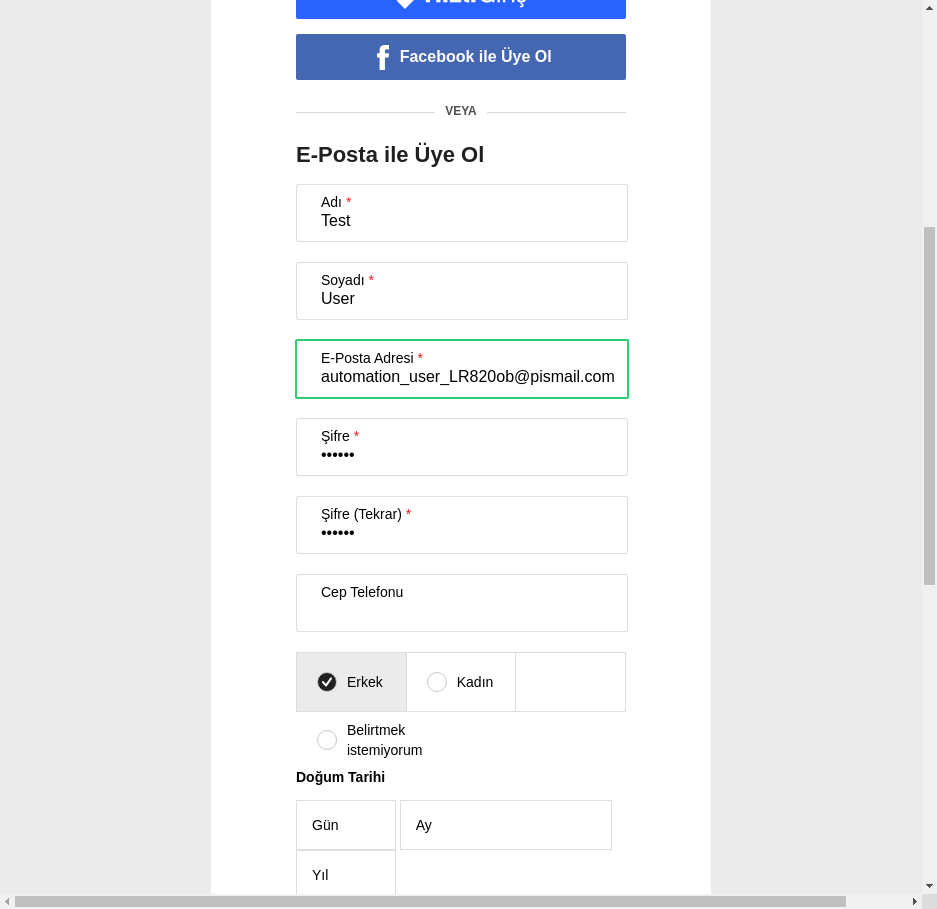 Facebook ile Üye Ol
VEYA
E-Posta ile Üye Ol
Adı *
Test
Soyadı *
User
E-Posta Adresi *
automation_user_LR820ob@pismail.com
Şifre *
••••••
Şifre (Tekrar) *
••••••
Cep Telefonu
Erkek
Kadın
Belirtmek
istemiyorum
Doğum Tarihi
Gün
Ay
Yıl